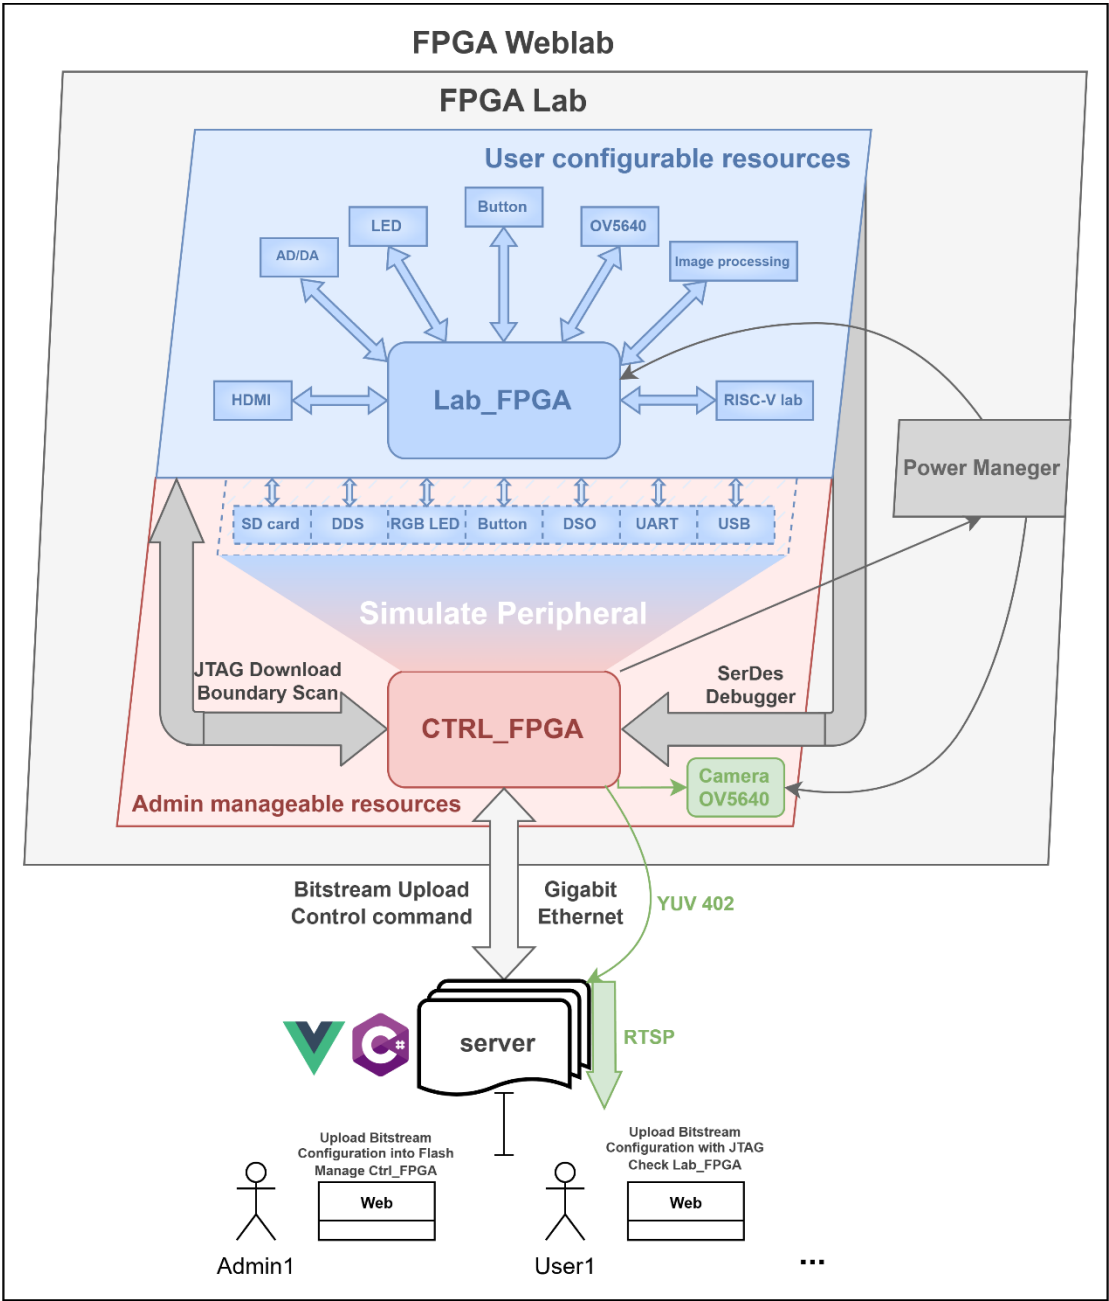 FPGA Weblab
FPGA Lab
User configurable resources
Button
LED
OV5640
AD/DA
Image processing
HDMI
Lab_FPGA
RISC-V lab
Power Maneger
SD card
DDS
RGB LED
Button
DSO
UART
USB
Simulate Peripheral
JTAG Download
Boundary Scan
SerDes
Debugger
CTRL_FPGA
Camera
OV5640
Admin manageable resources
Bitstream Upload
Control command
Gigabit
Ethernet
YUV 402
C#
server
RTSP
Upload Bitstream
Configuration into Flash
Manage Ctrl_FPGA
Web
Admin1
Upload Bitstream
Configuration with JTAG
Check Lab_FPGA
Web
User1
...